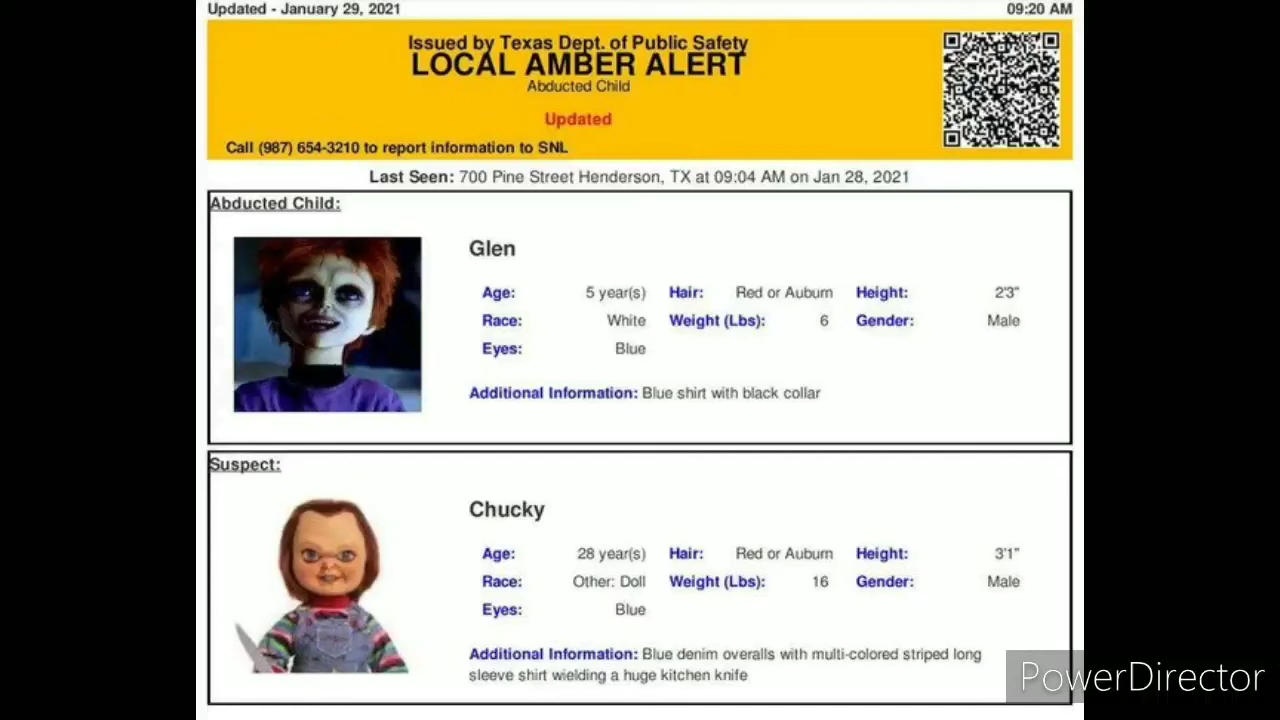 Updated - January 29, 2021 09:20 AM
Issued by Texas Dept. of Public Safety
LOCAL AMBER ALERT
Abducted Child
Updated
Call (987) 654-3210 to report information to SNL
Last Seen: 700 Pine Street Henderson, TX at 09:04 AM on Jan 28, 2021
Abducted Child:
Glen
Age: 5 year(s) Hair: Red or Auburn Height: 2'3"
Race: White Weight (Lbs): 6 Gender: Male
Eyes: Blue
Additional Information: Blue shirt with black collar
Suspect:
Chucky
Age: 28 year(s) Hair: Red or Auburn Height: 3'1"
Race: Other: Doll Weight (Lbs): 16 Gender: Male
Eyes: Blue
Additional Information: Blue denim overalls with multi-colored striped long
sleeve shirt wielding a huge kitchen knife
PowerDirector